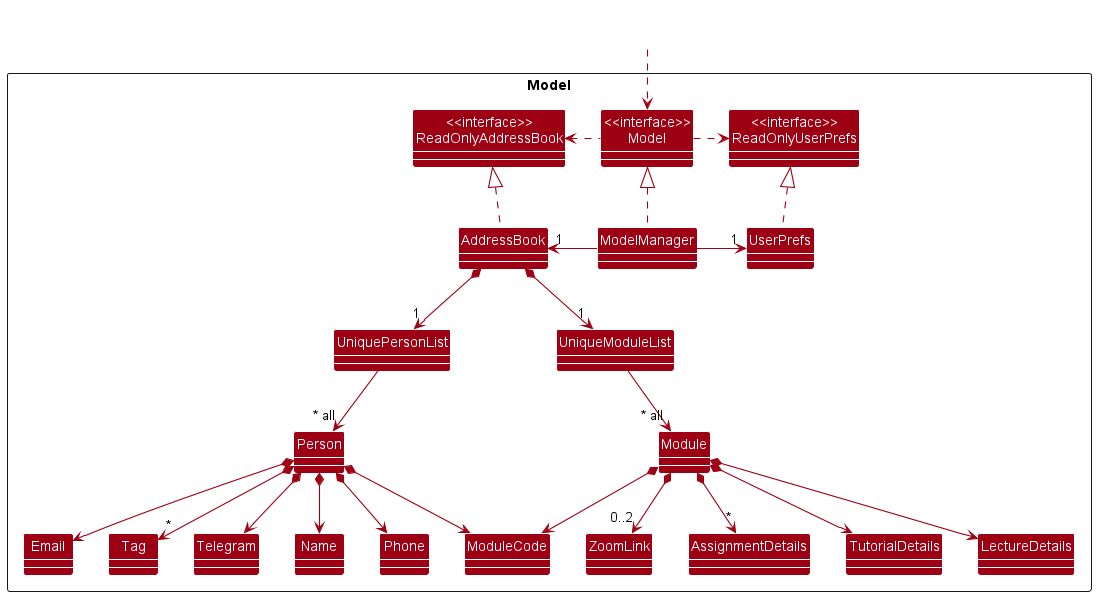 Model
<<interface>>
ReadOnlyAddressBook
<<interface>>
Model
<<interface>>
ReadOnlyUserPrefs
AddressBook
1
ModelManager
1
UserPrefs
1
1
UniquePersonList
UniqueModuleList
* all
* all
Person
Module
*
0..2
*
Email
Tag
Telegram
Name
Phone
ModuleCode
ZoomLink
AssignmentDetails
TutorialDetails
LectureDetails